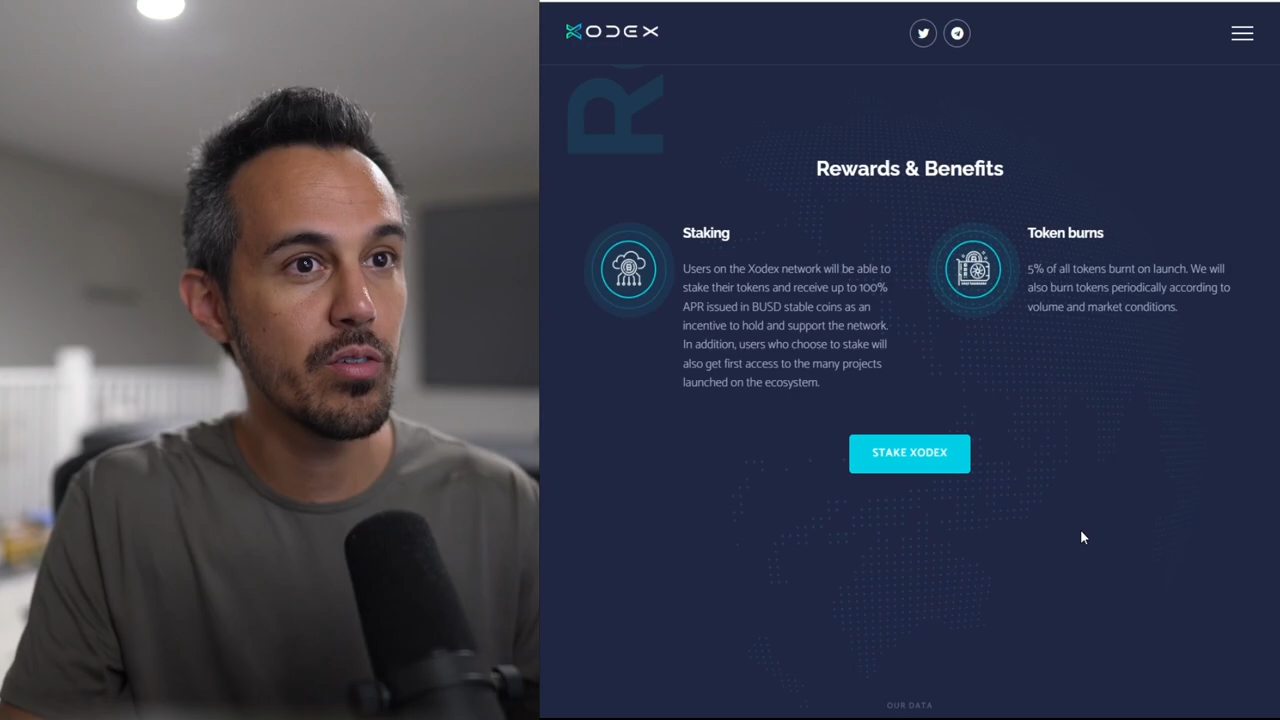 XODEX
Rewards & Benefits
Staking
Users on the Xodex network will be able to
stake their tokens and receive up to 100%
APR issued in BUSD stable coins as an
incentive to hold and support the network.
In addition, users who choose to stake will
also get first access to the many projects
launched on the ecosystem.
Token burns
5% of all tokens burnt on launch. We will
also burn tokens periodically according to
volume and market conditions.
STAKE XODEX
OUR DATA